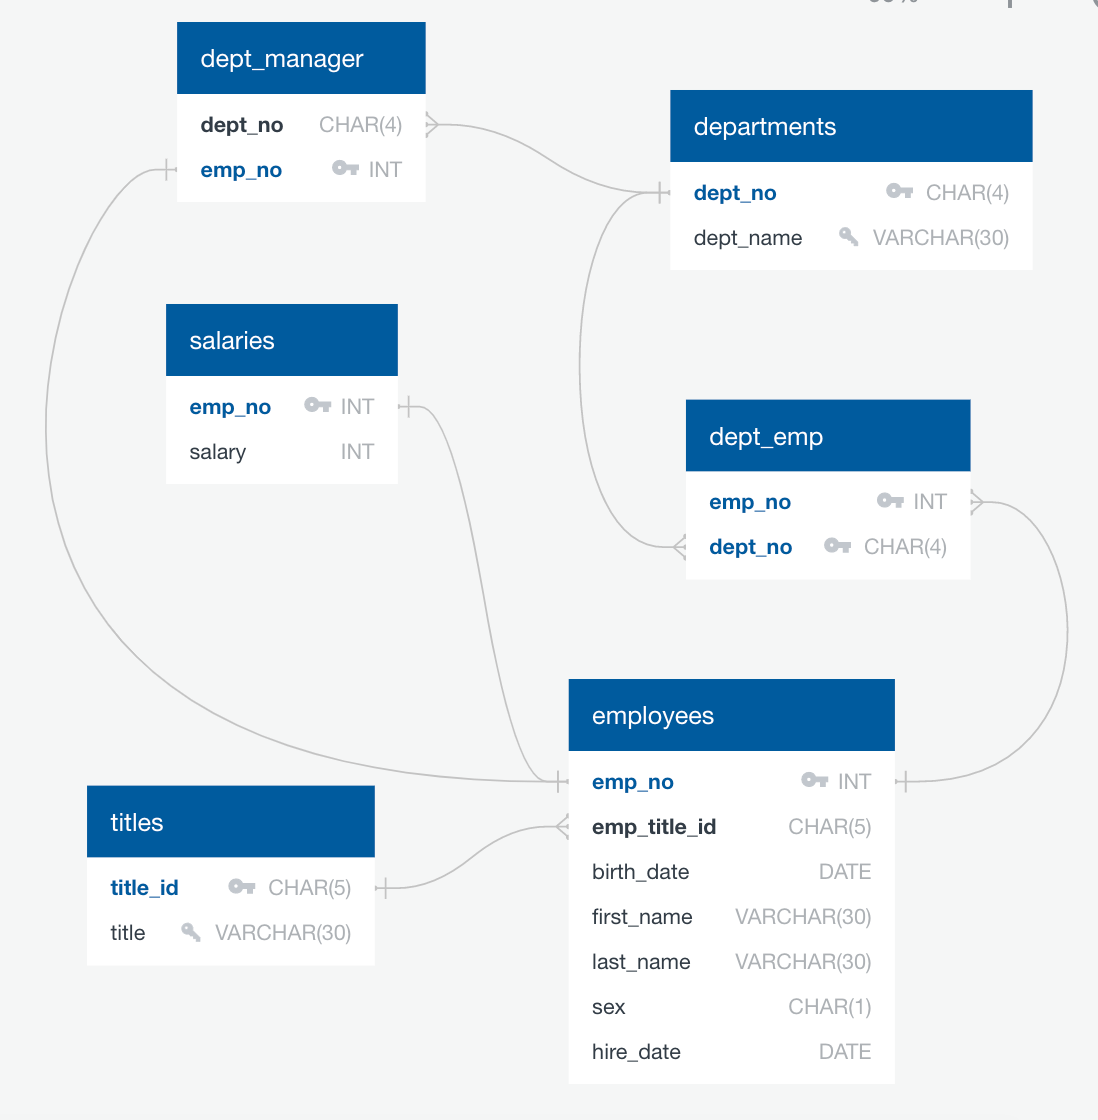 dept_manager
dept_no CHAR(4)
emp_no INT
departments
dept_no CHAR(4)
dept_name VARCHAR(30)
salaries
emp_no INT
salary INT
dept_emp
emp_no INT
dept_no CHAR(4)
employees
emp_no INT
emp_title_id CHAR(5)
birth_date DATE
first_name VARCHAR(30)
last_name VARCHAR(30)
sex CHAR(1)
hire_date DATE
titles
title_id CHAR(5)
title VARCHAR(30)